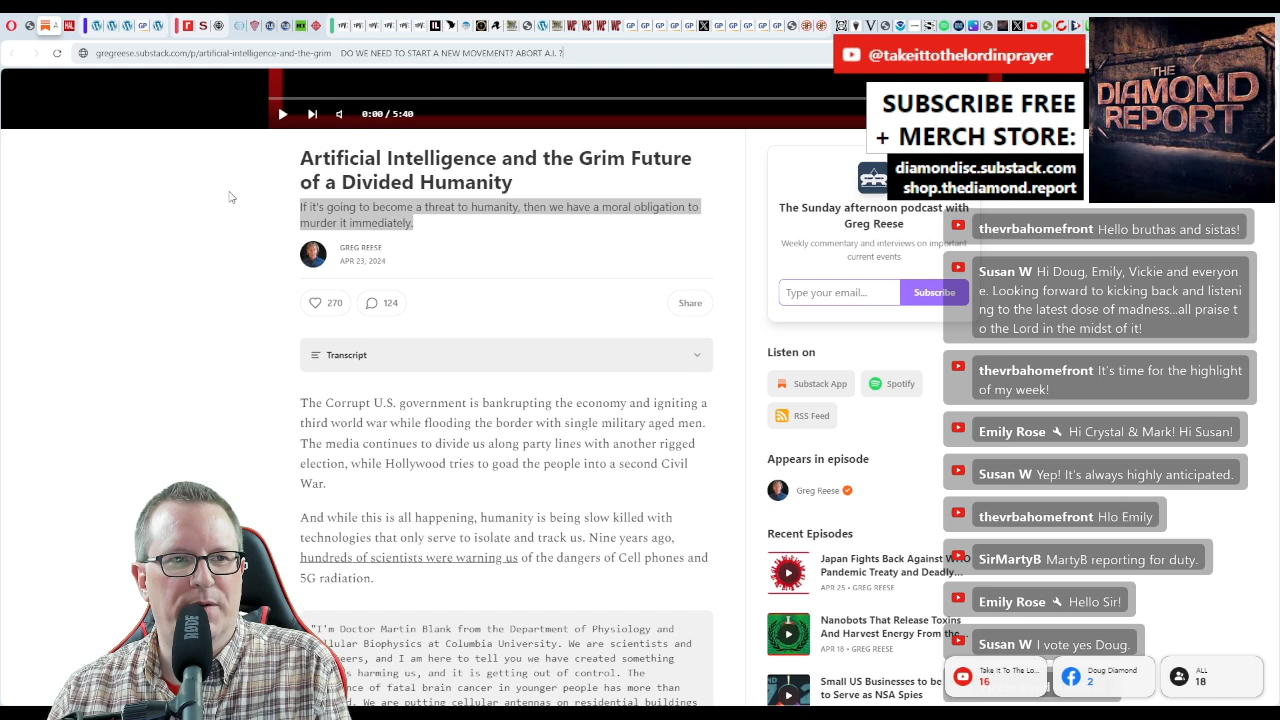 gregreese.substack.com/p/artificial-intelligence-and-the-grim DO WE NEED TO START A NEW MOVEMENT? ABORT A.I. ?
@takeittothelordinprayer
THE
DIAMOND
REPORT
SUBSCRIBE FREE
+ MERCH STORE:
diamondisc.substack.com
shop.thediamond.report
0:00 / 5:40
Artificial Intelligence and the Grim Future
of a Divided Humanity
If it's going to become a threat to humanity, then we have a moral obligation to
murder it immediately.
GREG REESE
APR 23, 2024
270
124
Share
Transcript
The Corrupt U.S. government is bankrupting the economy and igniting a
third world war while flooding the border with single military aged men.
The media continues to divide us along party lines with another rigged
election, while Hollywood tries to goad the people into a second Civil
War.
And while this is all happening, humanity is being slow killed with
technologies that only serve to isolate and track us. Nine years ago,
hundreds of scientists were warning us of the dangers of Cell phones and
5G radiation.
"I'm Doctor Martin Blank from the Department of Physiology and
Biophysics at Columbia University. We are scientists and
and I am here to tell you we have created something
harming us, and it is getting out of control. The
of fatal brain cancer in younger people has more than
We are putting cellular antennas on residential buildings
The Sunday afternoon podcast with
Greg Reese
Weekly commentary and interviews on important
current events
Type your email...
Subscribe
Listen on
Substack App
Spotify
RSS Feed
Appears in episode
Greg Reese
Recent Episodes
Japan Fights Back Against WHO
Pandemic Treaty and Deadly...
APR 25 • GREG REESE
Nanobots That Release Toxins
And Harvest Energy From the...
APR 18 • GREG REESE
Small US Businesses to be
to Serve as NSA Spies
thevrbahomefront Hello bruthas and sistas!
Susan W Hi Doug, Emily, Vickie and everyon
e. Looking forward to kicking back and listeni
ng to the latest dose of madness...all praise t
o the Lord in the midst of it!
thevrbahomefront It's time for the highlight
of my week!
Emily Rose Hi Crystal & Mark! Hi Susan!
Susan W Yep! It's always highly anticipated.
thevrbahomefront Hlo Emily
SirMartyB MartyB reporting for duty.
Emily Rose Hello Sir!
Susan W I vote yes Doug.
Take It To The Lo...
16
Doug Diamond
2
ALL
18
RODE